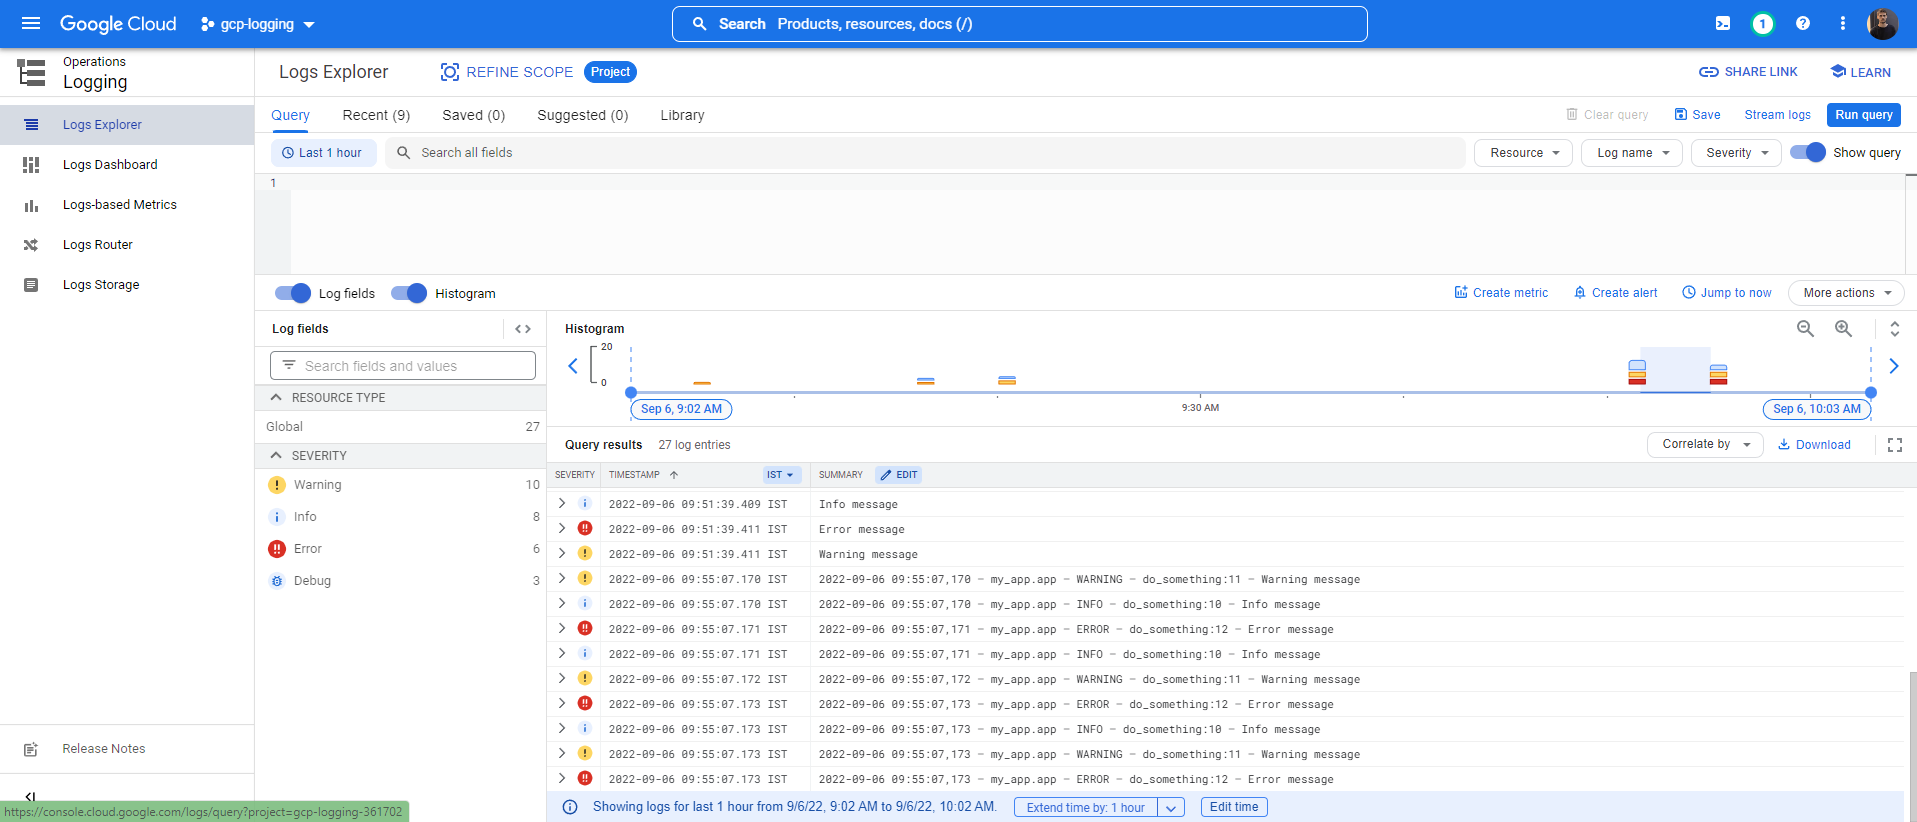 Google Cloud
gcp-logging
Search Products, resources, docs (/)
1
Operations
Logging
Logs Explorer
REFINE SCOPE
Project
SHARE LINK
LEARN
Logs Explorer
Logs Dashboard
Logs-based Metrics
Logs Router
Logs Storage
Release Notes
https://console.cloud.google.com/logs/query?project=gcp-logging-361702
Query
Recent (9)
Saved (0)
Suggested (0)
Library
Clear query
Save
Stream logs
Run query
Last 1 hour
Search all fields
Resource
Log name
Severity
Show query
1
Log fields
Histogram
Create metric
Create alert
Jump to now
More actions
Log fields
Search fields and values
RESOURCE TYPE
Global 27
SEVERITY
Warning 10
Info 8
Error 6
Debug 3
Histogram
20
0
Sep 6, 9:02 AM
9:30 AM
Sep 6, 10:03 AM
Query results 27 log entries
Correlate by
Download
SEVERITY TIMESTAMP IST SUMMARY EDIT
2022-09-06 09:51:39.409 IST Info message
2022-09-06 09:51:39.411 IST Error message
2022-09-06 09:51:39.411 IST Warning message
2022-09-06 09:55:07.170 IST 2022-09-06 09:55:07,170 - my_app.app - WARNING - do_something:11 - Warning message
2022-09-06 09:55:07.170 IST 2022-09-06 09:55:07,170 - my_app.app - INFO - do_something:10 - Info message
2022-09-06 09:55:07.171 IST 2022-09-06 09:55:07,171 - my_app.app - ERROR - do_something:12 - Error message
2022-09-06 09:55:07.171 IST 2022-09-06 09:55:07,171 - my_app.app - INFO - do_something:10 - Info message
2022-09-06 09:55:07.172 IST 2022-09-06 09:55:07,172 - my_app.app - WARNING - do_something:11 - Warning message
2022-09-06 09:55:07.173 IST 2022-09-06 09:55:07,173 - my_app.app - ERROR - do_something:12 - Error message
2022-09-06 09:55:07.173 IST 2022-09-06 09:55:07,173 - my_app.app - INFO - do_something:10 - Info message
2022-09-06 09:55:07.173 IST 2022-09-06 09:55:07,173 - my_app.app - WARNING - do_something:11 - Warning message
2022-09-06 09:55:07.173 IST 2022-09-06 09:55:07,173 - my_app.app - ERROR - do_something:12 - Error message
Showing logs for last 1 hour from 9/6/22, 9:02 AM to 9/6/22, 10:02 AM.
Extend time by: 1 hour
Edit time